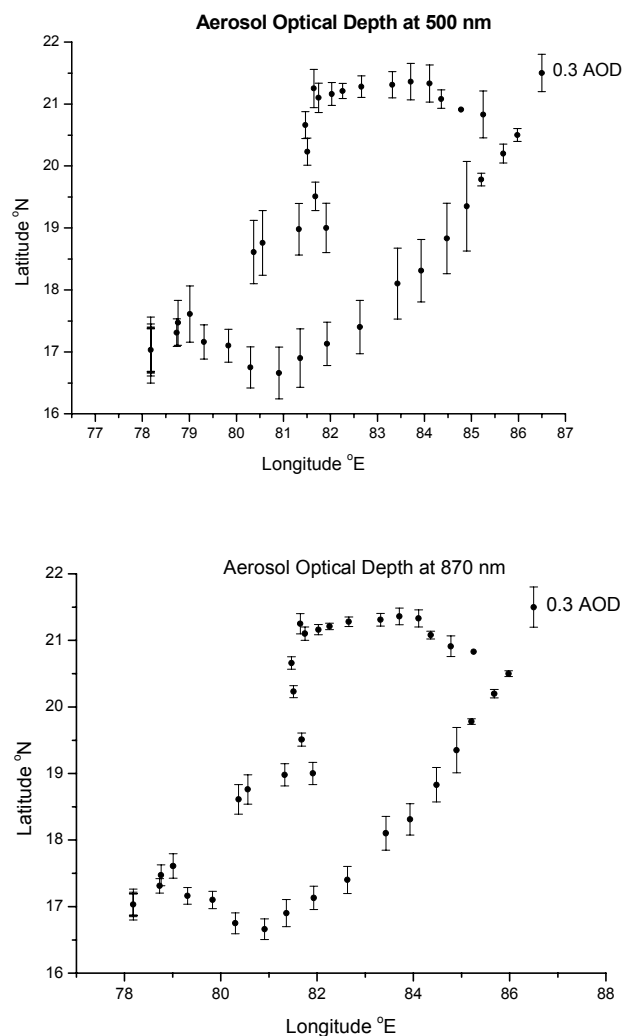 Aerosol Optical Depth at 500 nm
22
21
20
19
18
17
16
0.3 AOD
Latitude °N
77 78 79 80 81 82 83 84 85 86 87
Longitude °E
Aerosol Optical Depth at 870 nm
22
21
20
19
18
17
16
0.3 AOD
Latitude °N
78 80 82 84 86 88
Longitude °E